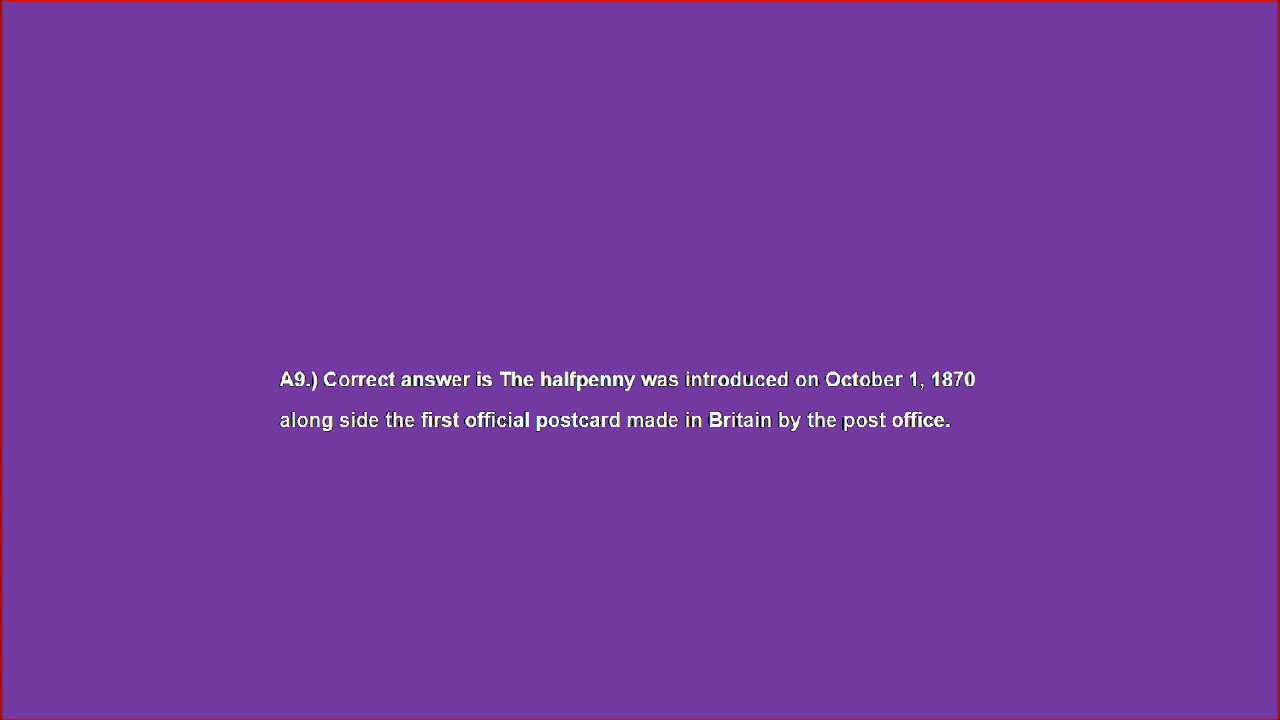 A9.) Correct answer is The halfpenny was introduced on October 1, 1870
along side the first official postcard made in Britain by the post office.